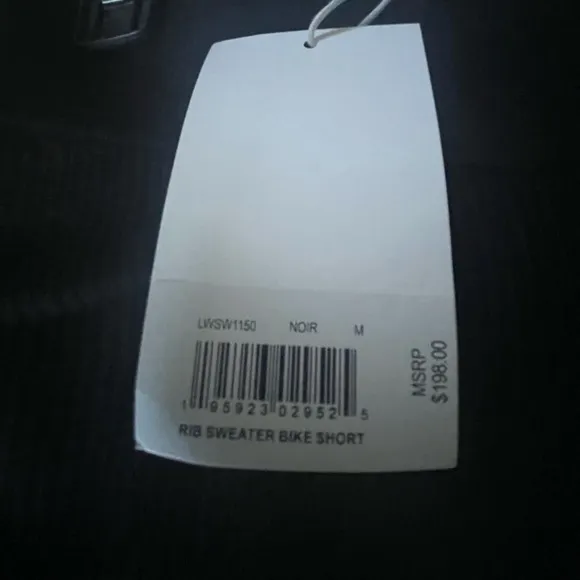 LWSW1150 NOIR M
1 95923 02952 5
RIB SWEATER BIKE SHORT
MSRP
$198.00